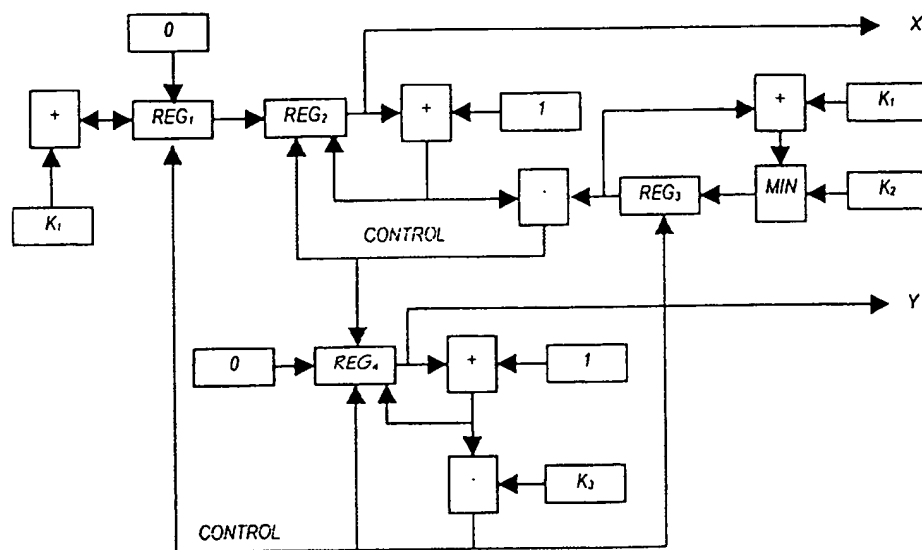 0
X
+
REG₁
REG₂
+
1
+
K₁
K₁
·
REG₃
MIN
K₂
CONTROL
Y
0
REG₄
+
1
·
K₃
CONTROL